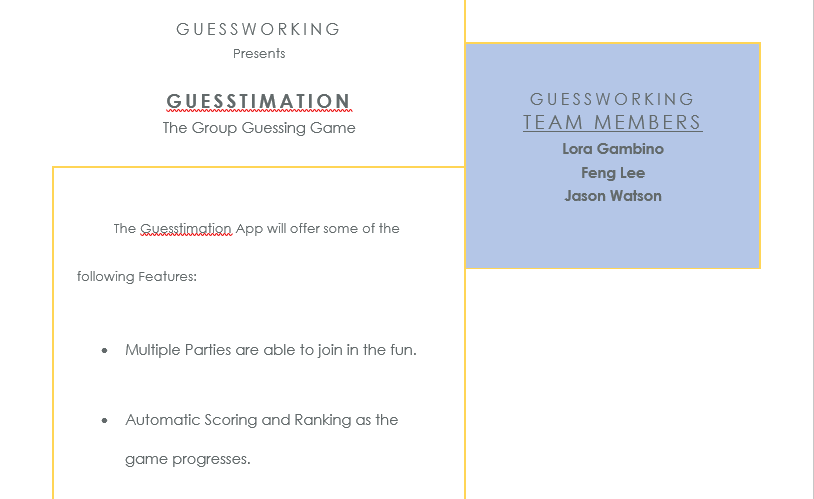 GUESSWORKING
Presents
GUESSTIMATION
The Group Guessing Game
The Guesstimation App will offer some of the
following Features:
• Multiple Parties are able to join in the fun.
• Automatic Scoring and Ranking as the
game progresses.
GUESSWORKING
TEAM MEMBERS
Lora Gambino
Feng Lee
Jason Watson